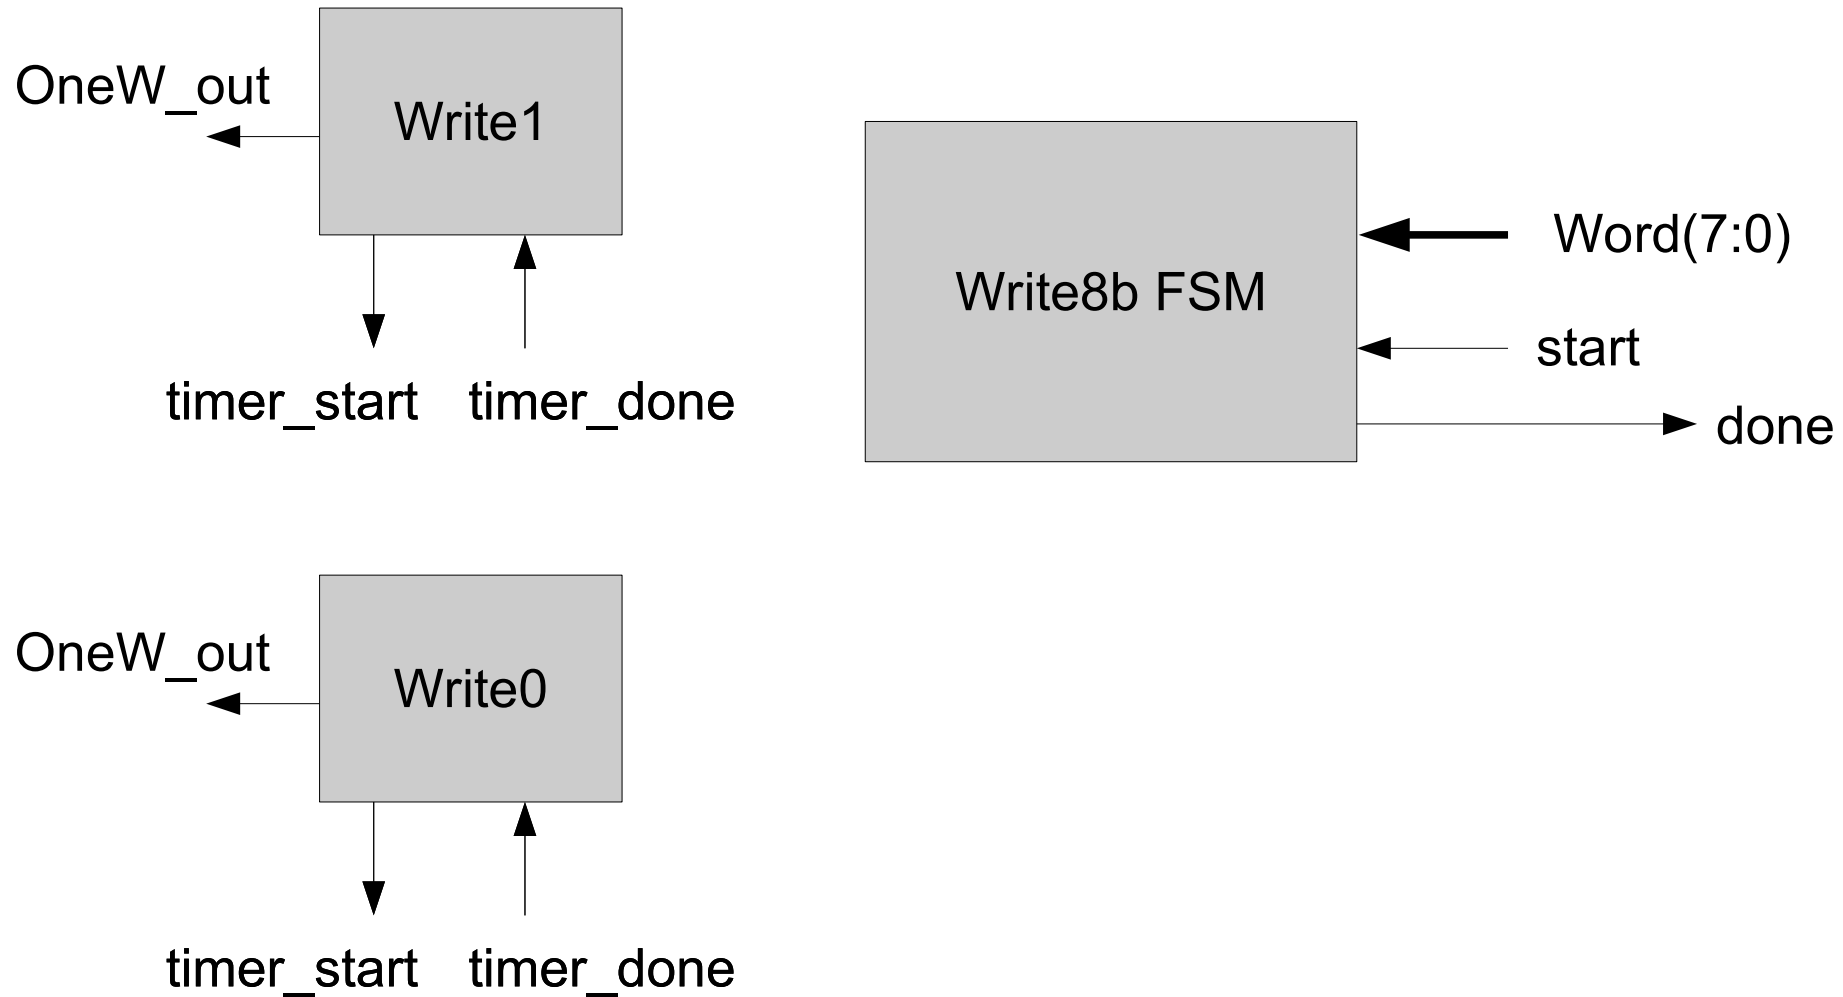 OneW_out
Write1
timer_start timer_done
Write8b FSM
Word(7:0)
start
done
OneW_out
Write0
timer_start timer_done